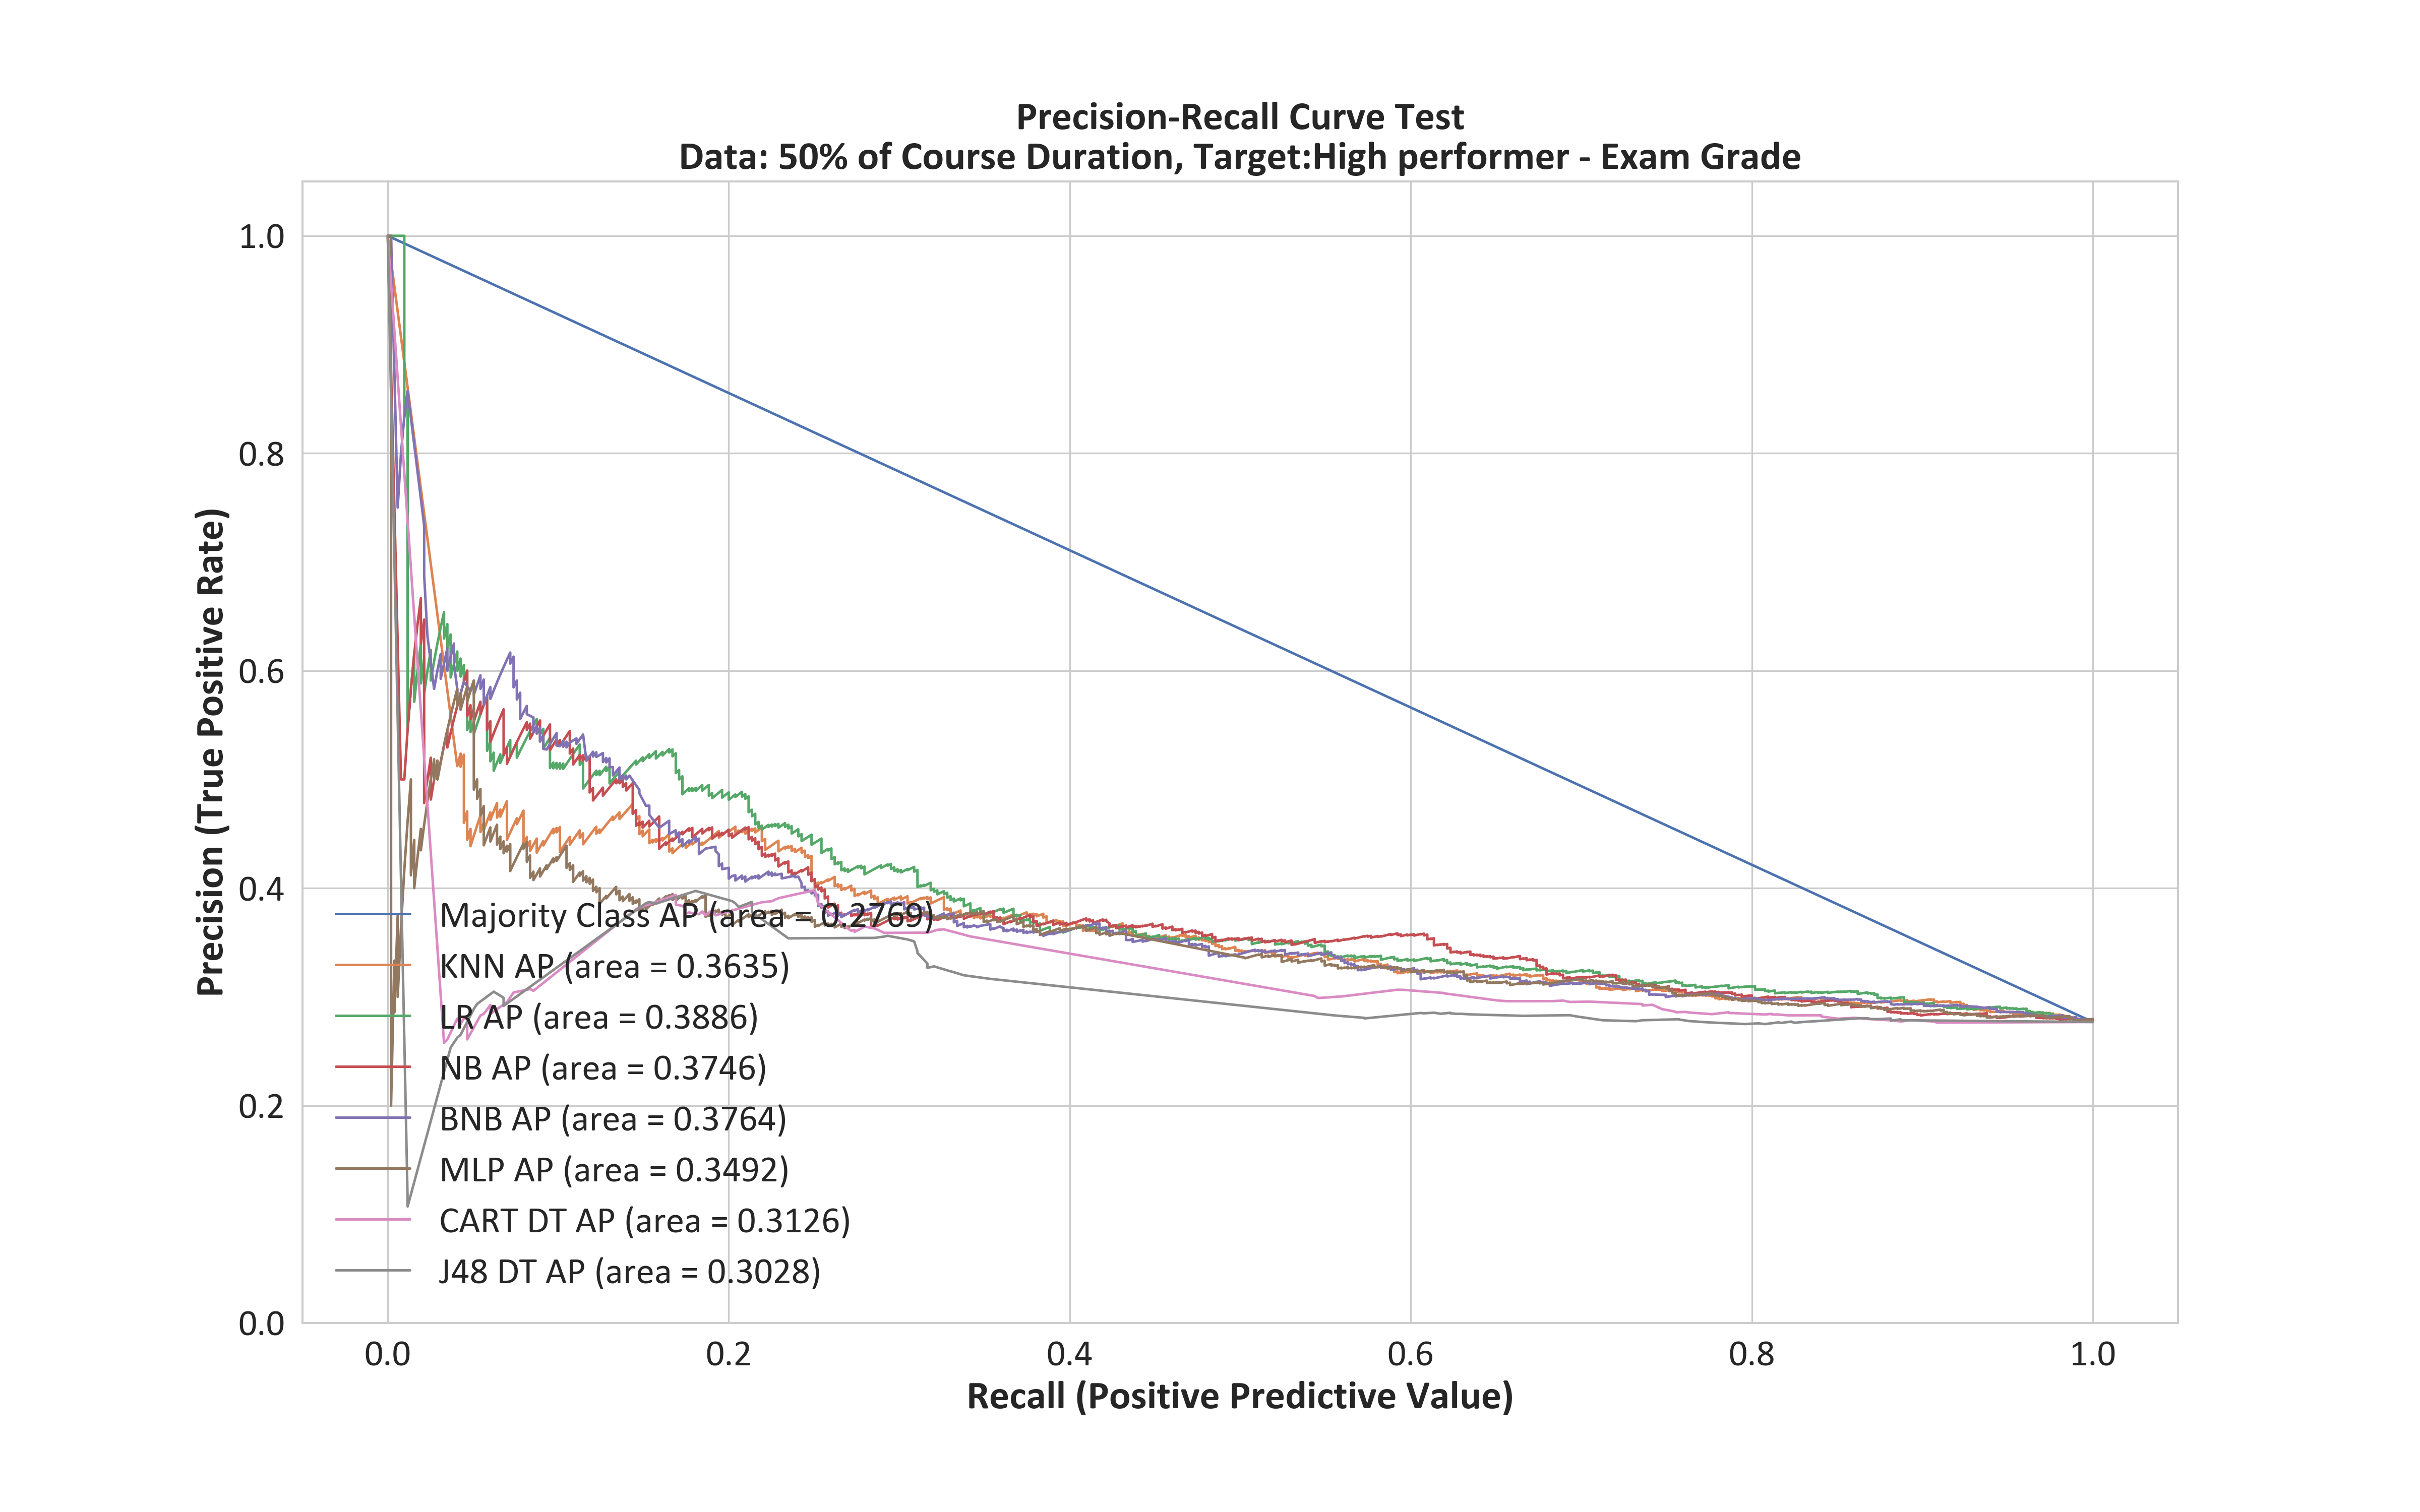 Precision-Recall Curve Test
Data: 50% of Course Duration, Target:High performer - Exam Grade
Precision (True Positive Rate)
1.0
0.8
0.6
0.4
0.2
0.0
Majority Class AP (area = 0.2769)
KNN AP (area = 0.3635)
LR AP (area = 0.3886)
NB AP (area = 0.3746)
BNB AP (area = 0.3764)
MLP AP (area = 0.3492)
CART DT AP (area = 0.3126)
J48 DT AP (area = 0.3028)
0.0 0.2 0.4 0.6 0.8 1.0
Recall (Positive Predictive Value)